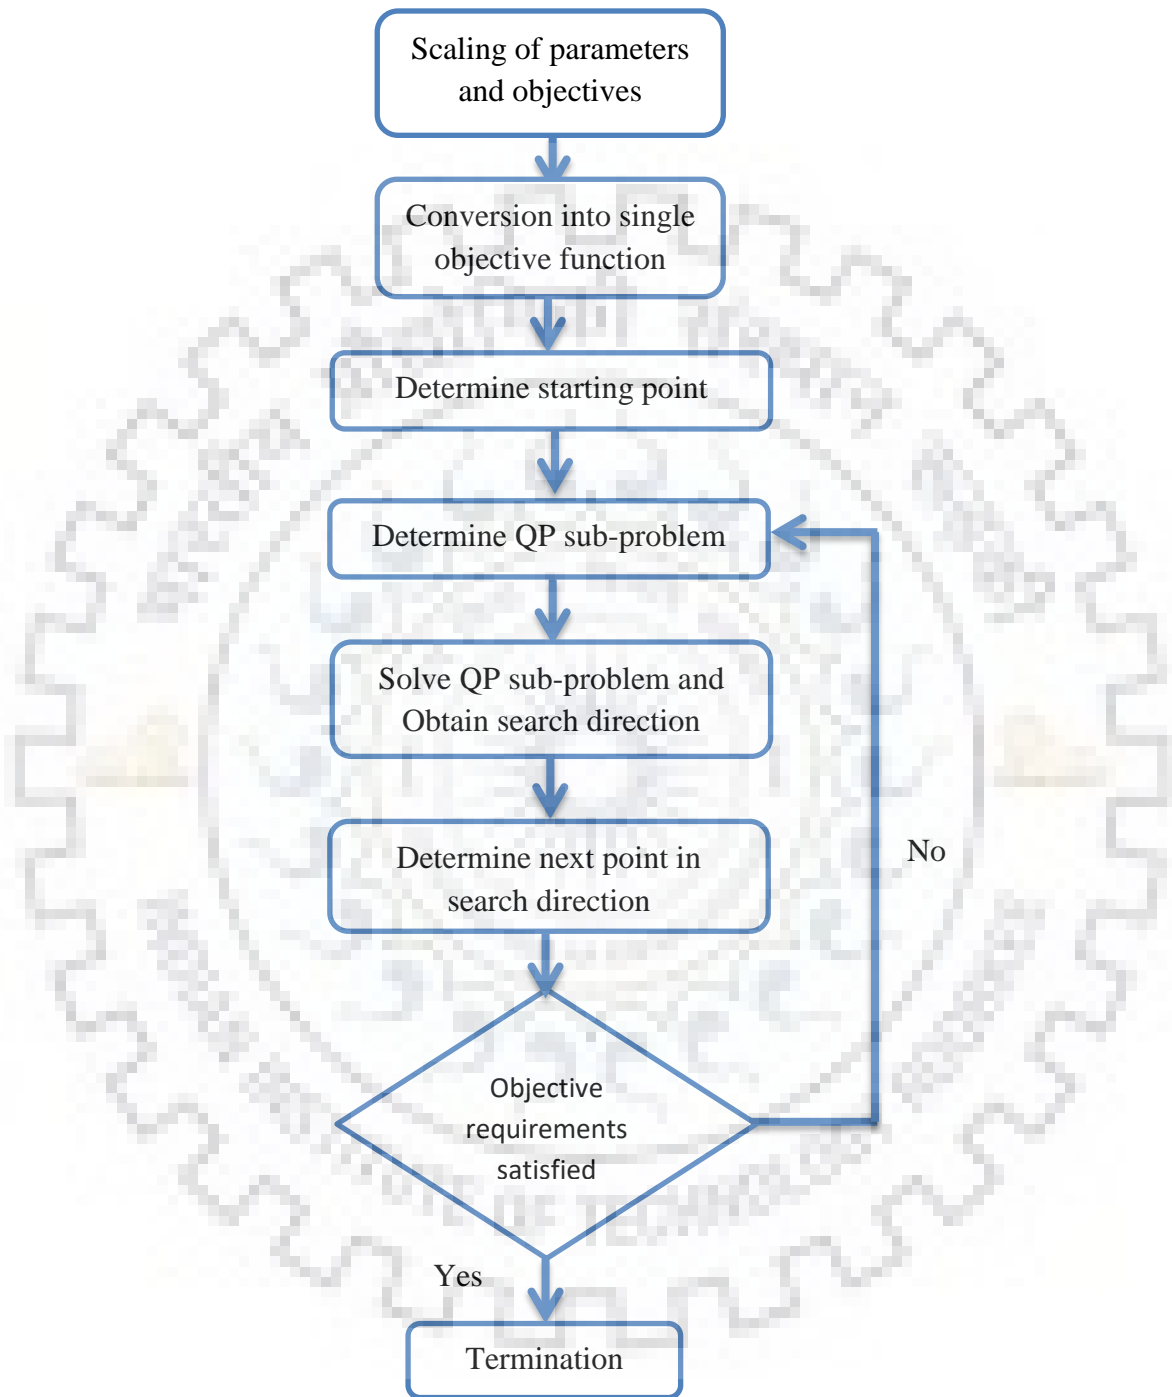 Scaling of parameters
and objectives
Conversion into single
objective function
Determine starting point
Determine QP sub-problem
Solve QP sub-problem and
Obtain search direction
Determine next point in
search direction
No
Objective
requirements
satisfied
Yes
Termination